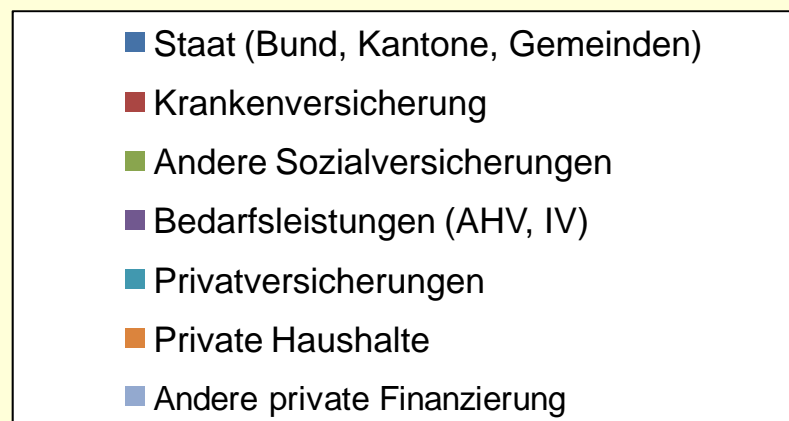 Staat (Bund, Kantone, Gemeinden)
Krankenversicherung
Andere Sozialversicherungen
Bedarfsleistungen (AHV, IV)
Privatversicherungen
Private Haushalte
Andere private Finanzierung